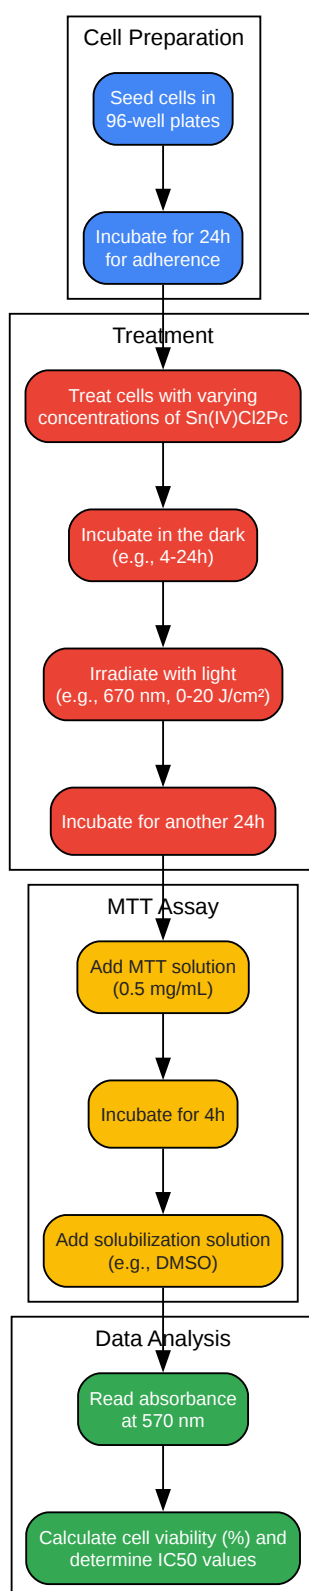 Cell Preparation
Seed cells in
96-well plates
Incubate for 24h
for adherence
Treatment
Treat cells with varying
concentrations of Sn(IV)Cl2Pc
Incubate in the dark
(e.g., 4-24h)
Irradiate with light
(e.g., 670 nm, 0-20 J/cm²)
Incubate for another 24h
MTT Assay
Add MTT solution
(0.5 mg/mL)
Incubate for 4h
Add solubilization solution
(e.g., DMSO)
Data Analysis
Read absorbance
at 570 nm
Calculate cell viability (%) and
determine IC50 values